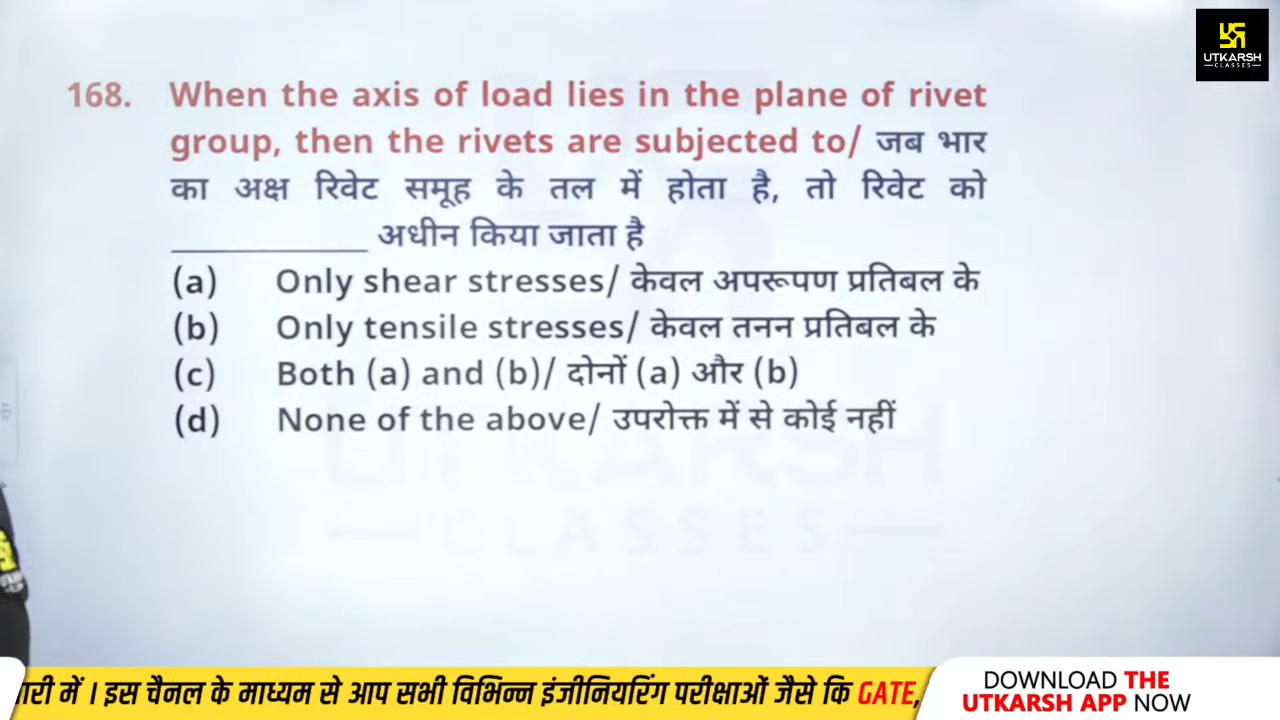 UTKARSH
CLASSES
168. When the axis of load lies in the plane of rivet
group, then the rivets are subjected to/ जब भार
का अक्ष रिवेट समूह के तल में होता है, तो रिवेट को
____________ अधीन किया जाता है
(a) Only shear stresses/ केवल अपरूपण प्रतिबल के
(b) Only tensile stresses/ केवल तनन प्रतिबल के
(c) Both (a) and (b)/ दोनों (a) और (b)
(d) None of the above/ उपरोक्त में से कोई नहीं
UTKARSH
CLASSES
में । इस चैनल के माध्यम से आप सभी विभिन्न इंजीनियरिंग परीक्षाओं जैसे कि GATE,
DOWNLOAD THE
UTKARSH APP NOW